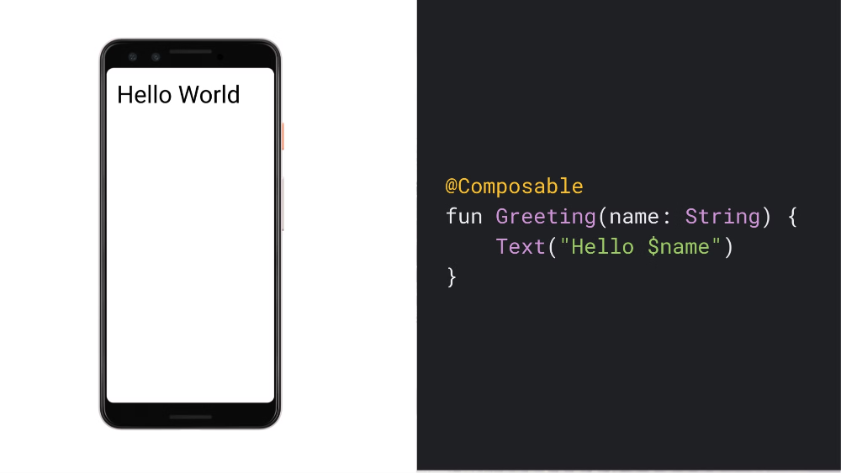 Hello World
@Composable
fun Greeting(name: String) {
    Text("Hello $name")
}